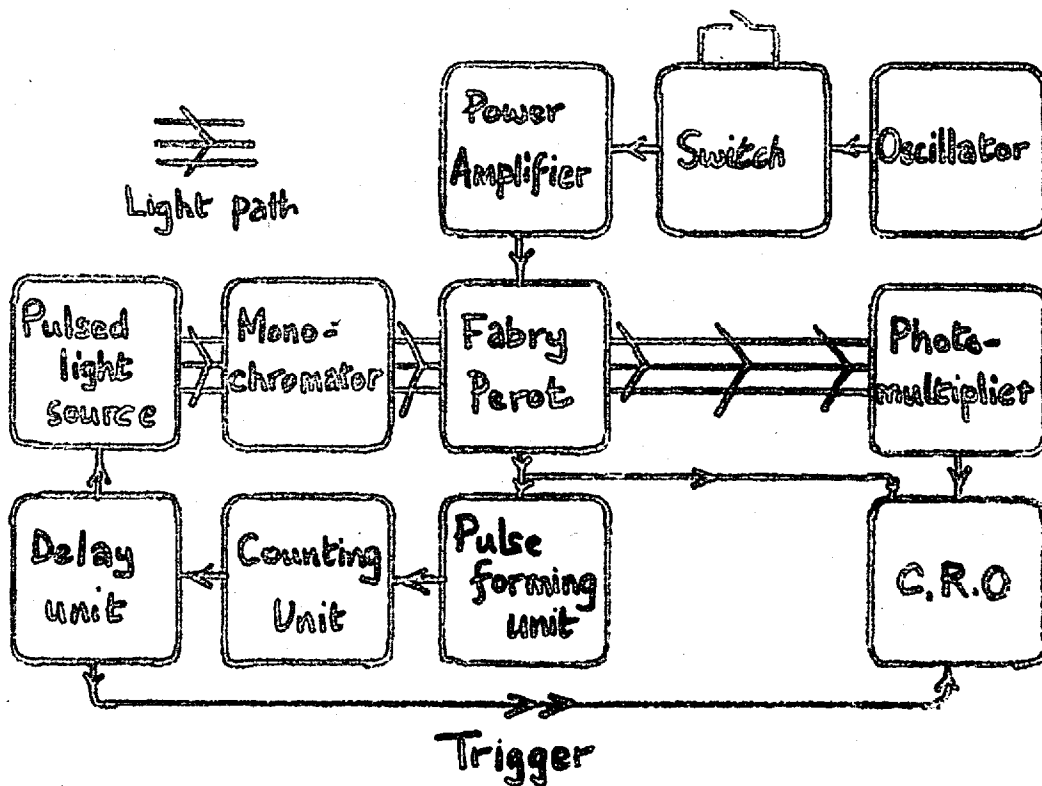 Power
Amplifier
Switch
Oscillator
Light path
Pulsed
light
source
Mono-
chromator
Fabry
Perot
Photo-
multiplier
Delay
unit
Counting
Unit
Pulse
forming
unit
C.R.O
Trigger